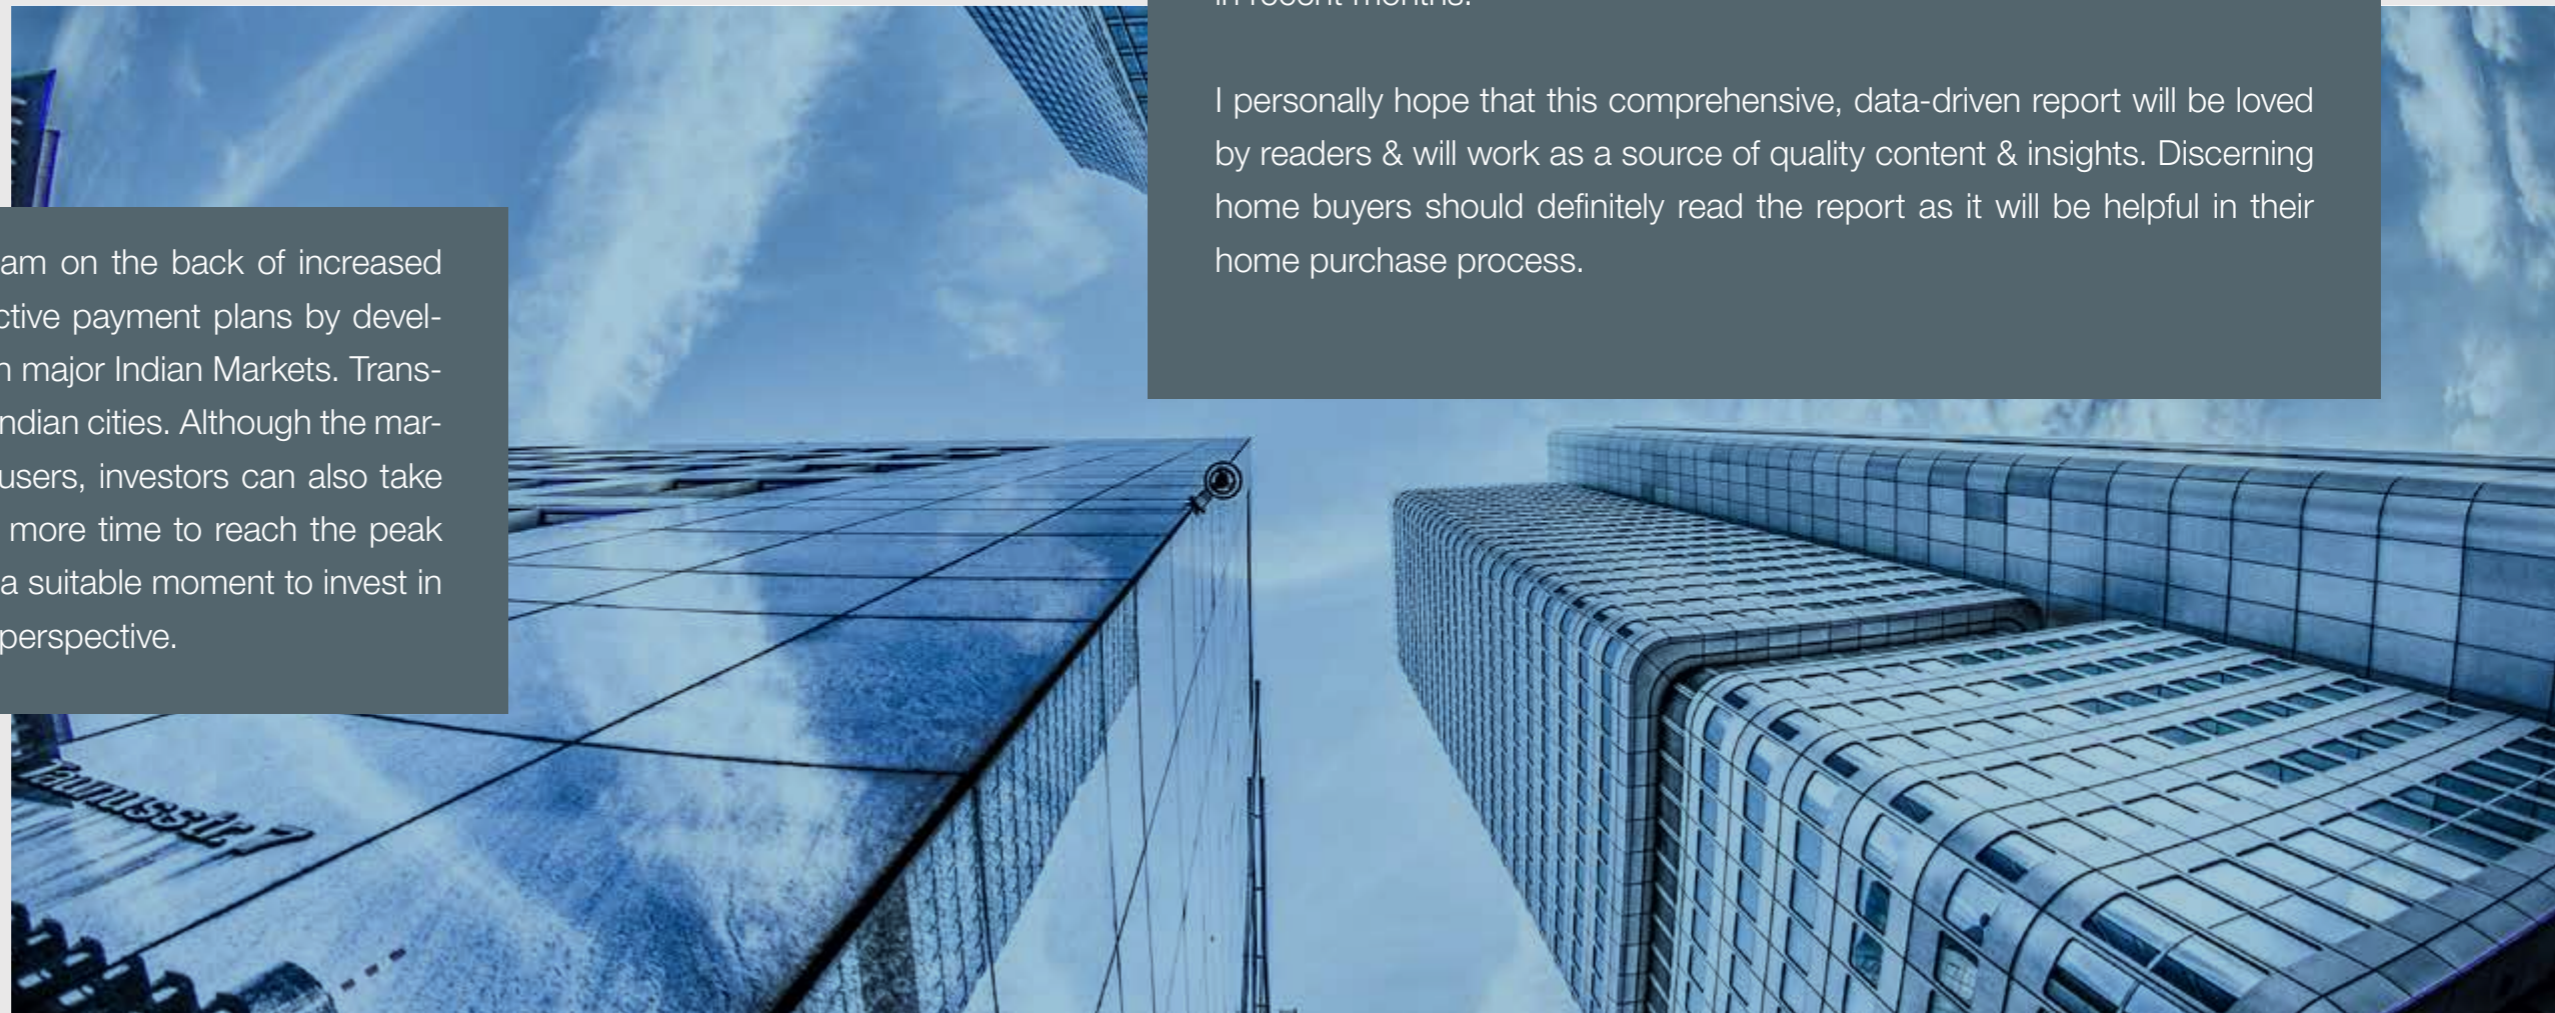 in recent months.
I personally hope that this comprehensive, data-driven report will be loved
by readers & will work as a source of quality content & insights. Discerning
home buyers should definitely read the report as it will be helpful in their
home purchase process.
am on the back of increased
ctive payment plans by devel-
n major Indian Markets. Trans-
ndian cities. Although the mar-
users, investors can also take
more time to reach the peak
a suitable moment to invest in
perspective.